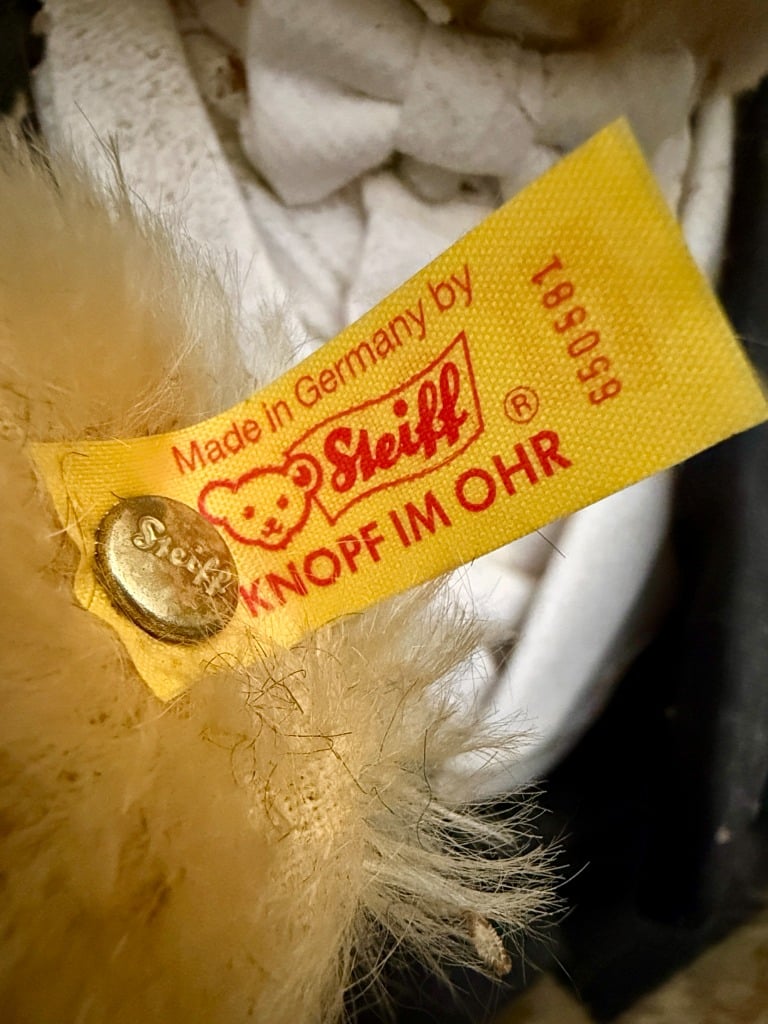 Made in Germany by
Steiff ®
KNOPF IM OHR
650581
Steiff